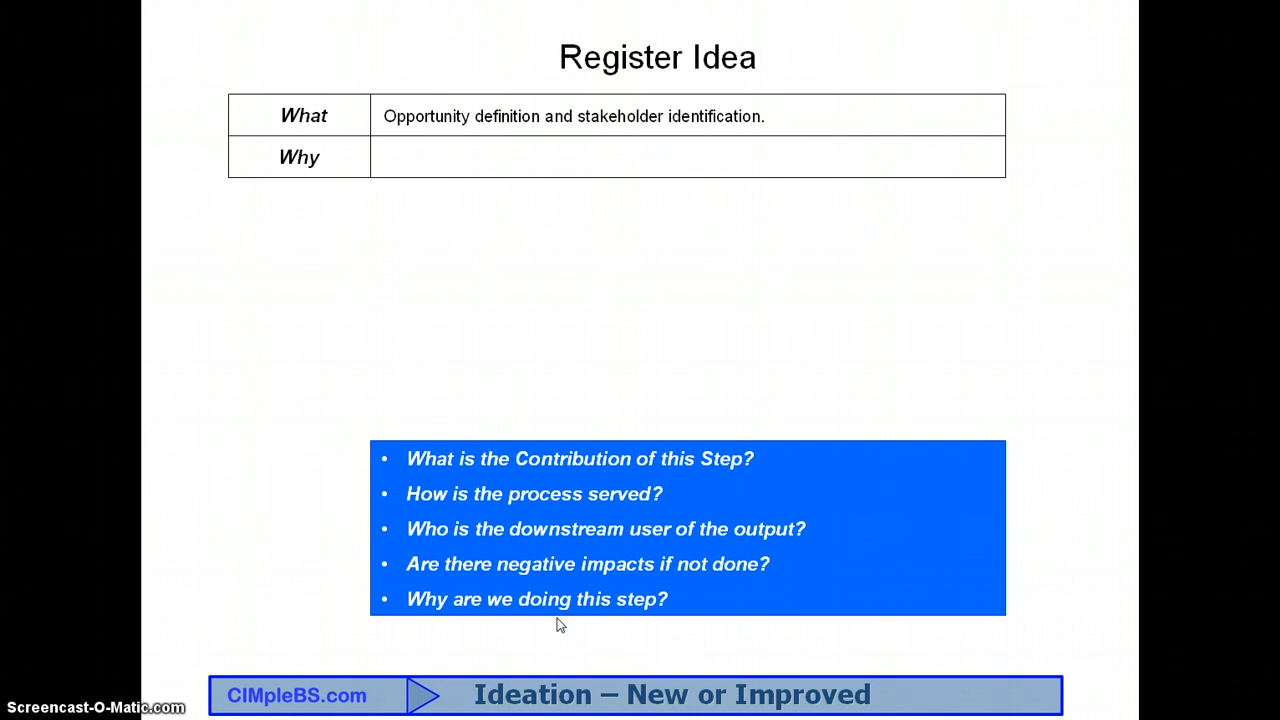 Register Idea
What
Opportunity definition and stakeholder identification.
Why
• What is the Contribution of this Step?
• How is the process served?
• Who is the downstream user of the output?
• Are there negative impacts if not done?
• Why are we doing this step?
CIMpleBS.com
Ideation – New or Improved
Screencast-O-Matic.com